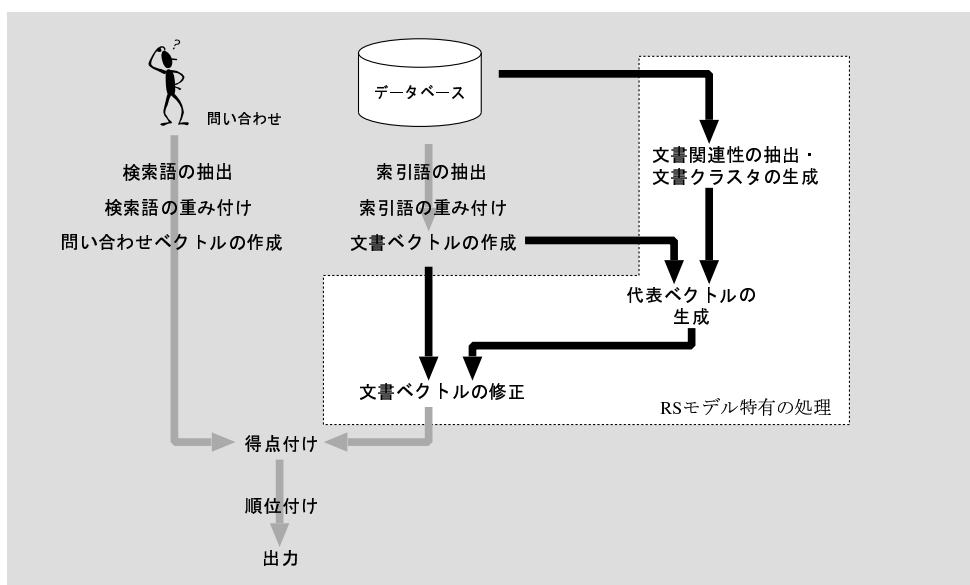 ?
問い合わせ
検索語の抽出
検索語の重み付け
問い合わせベクトルの作成
データベース
索引語の抽出
索引語の重み付け
文書ベクトルの作成
文書関連性の抽出・
文書クラスタの生成
代表ベクトルの
生成
文書ベクトルの修正
RSモデル特有の処理
得点付け
順位付け
出力